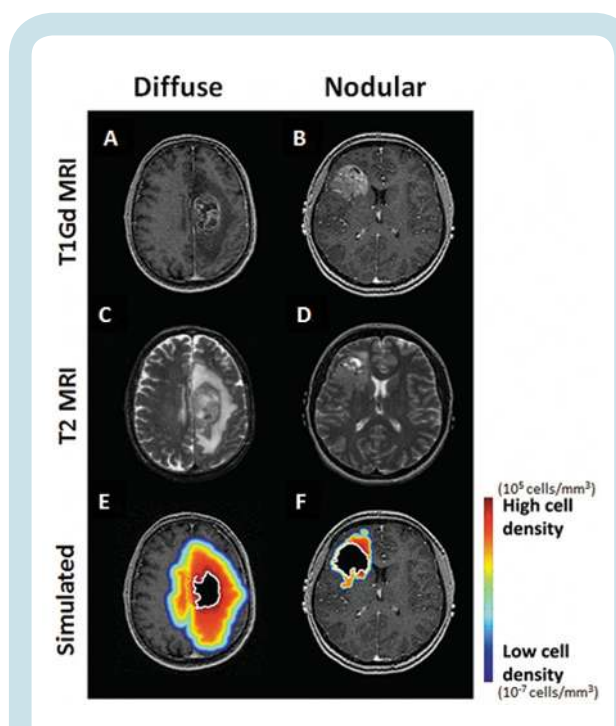 Diffuse Nodular
A B
T1Gd MRI
C D
T2 MRI
E F
Simulated
(10⁵ cells/mm³)
High cell
density
Low cell
density
(10⁻⁷ cells/mm³)